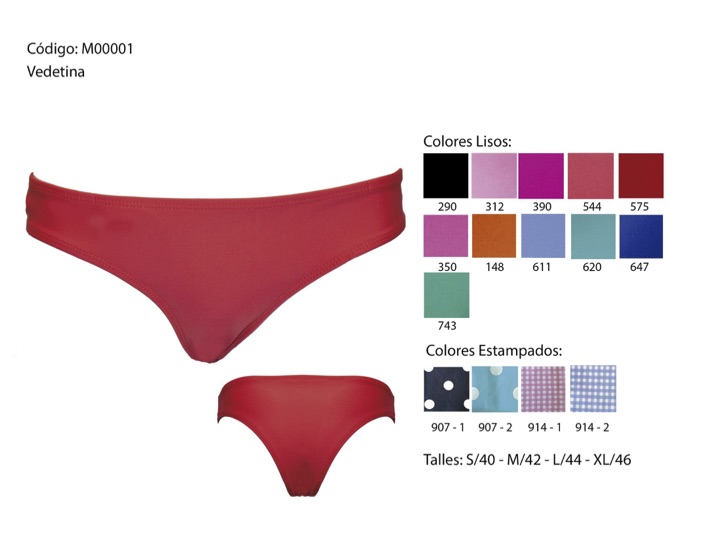 Código: M00001
Vedetina
Colores Lisos:
290 312 390 544 575
350 148 611 620 647
743
Colores Estampados:
907 - 1 907 - 2 914 - 1 914 - 2
Talles: S/40 - M/42 - L/44 - XL/46